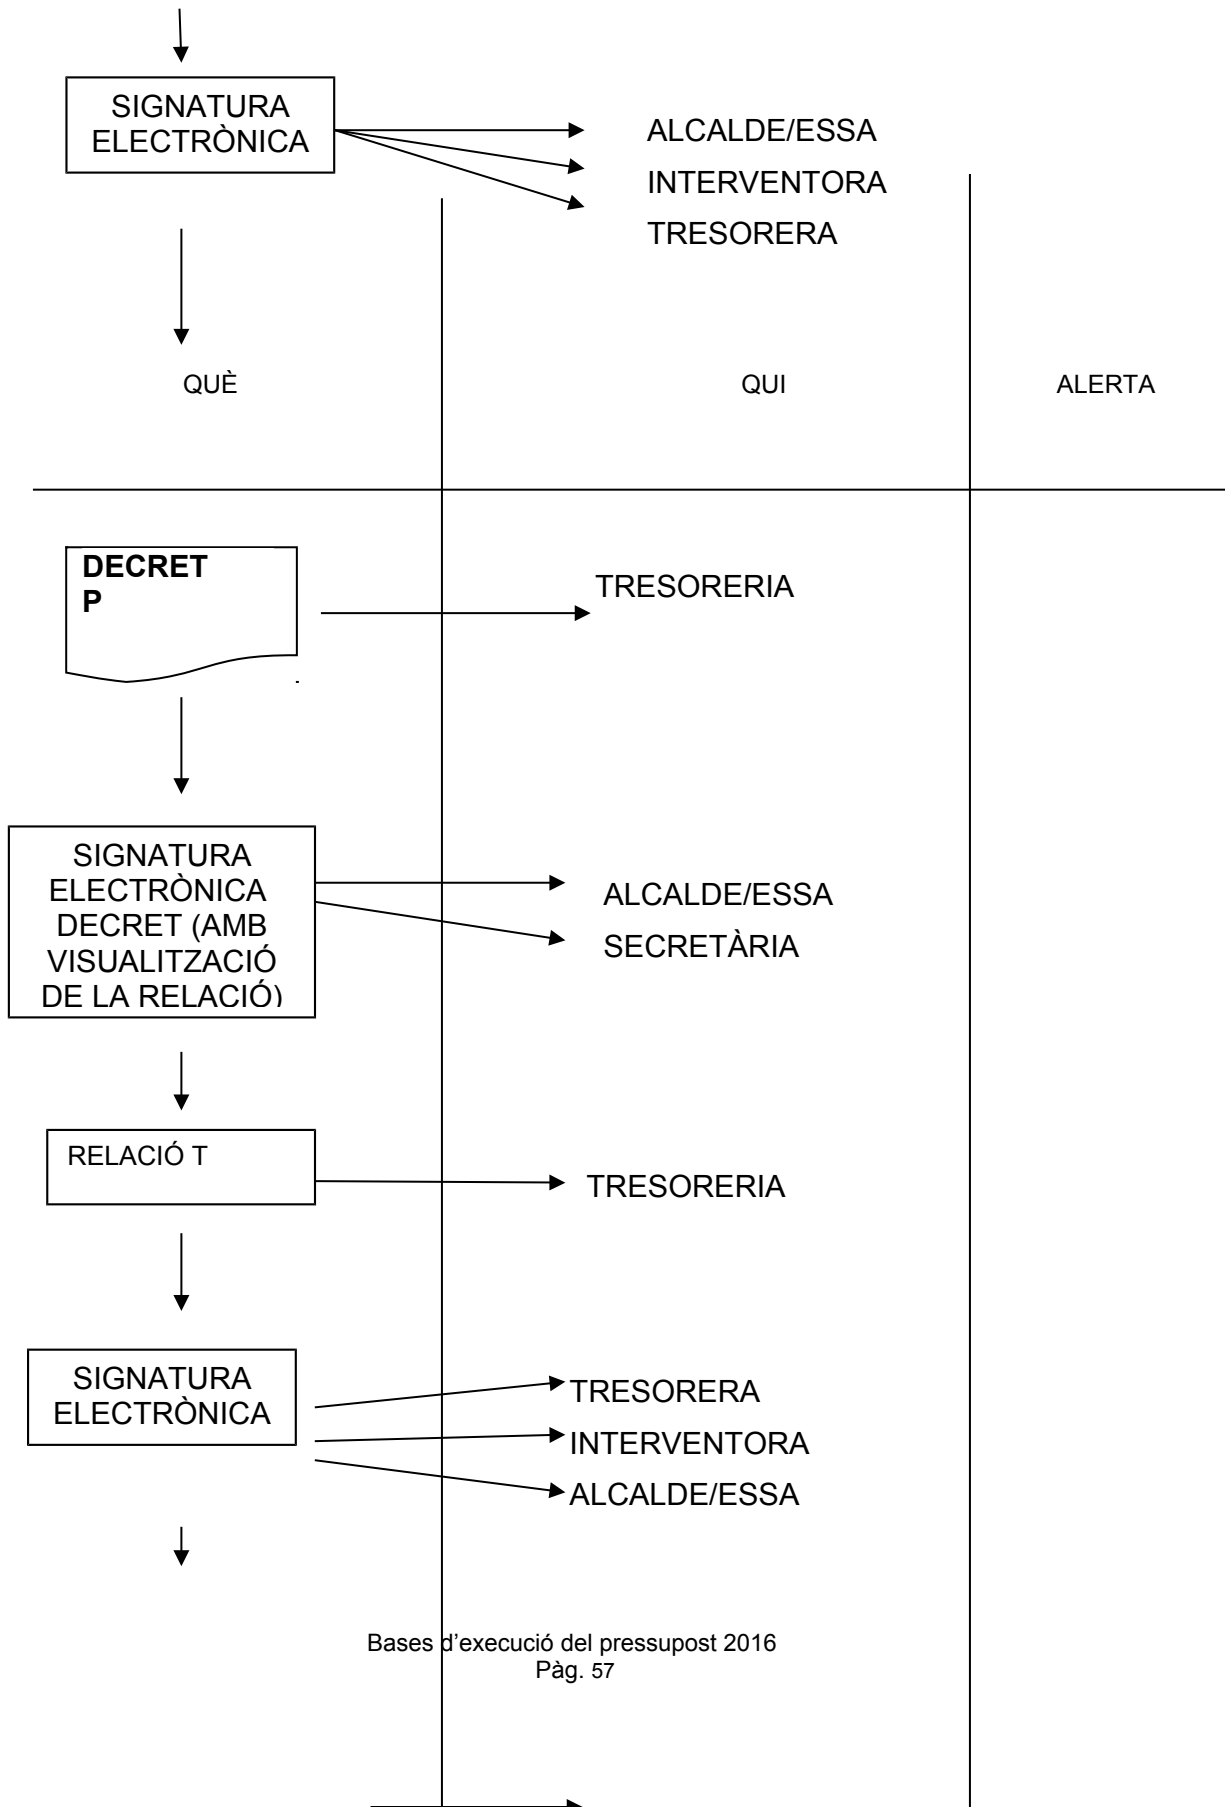 SIGNATURA
ELECTRÒNICA
ALCALDE/ESSA
INTERVENTORA
TRESORERA
QUÈ
QUI
ALERTA
DECRET
P
TRESORERIA
SIGNATURA
ELECTRÒNICA
DECRET (AMB
VISUALITZACIÓ
DE LA RELACIÓ)
ALCALDE/ESSA
SECRETÀRIA
RELACIÓ T
TRESORERIA
SIGNATURA
ELECTRÒNICA
TRESORERA
INTERVENTORA
ALCALDE/ESSA
Bases d’execució del pressupost 2016
Pàg. 57